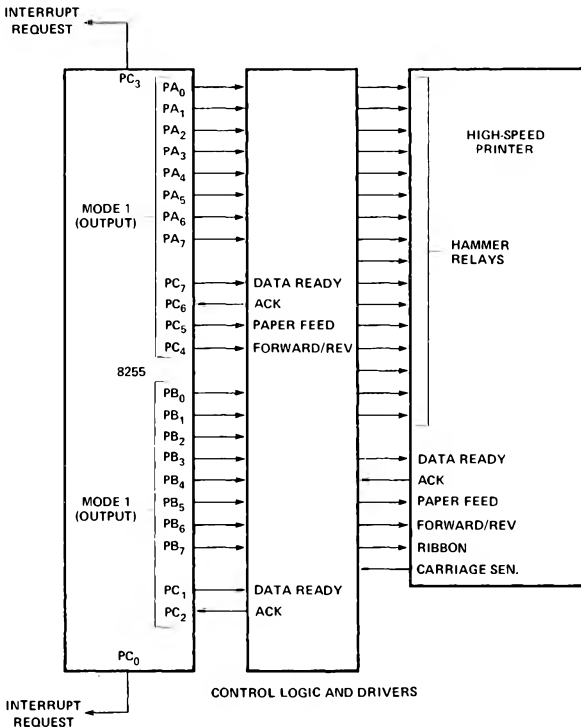 INTERRUPT
REQUEST
PC3
PA0
PA1
PA2
PA3
PA4
PA5
PA6
PA7
MODE 1
(OUTPUT)
PC7
PC6
PC5
PC4
8255
PB0
PB1
PB2
PB3
PB4
PB5
PB6
PB7
MODE 1
(OUTPUT)
PC1
PC2
PC0
INTERRUPT
REQUEST
DATA READY
ACK
PAPER FEED
FORWARD/REV
DATA READY
ACK
CONTROL LOGIC AND DRIVERS
HIGH-SPEED
PRINTER
HAMMER
RELAYS
DATA READY
ACK
PAPER FEED
FORWARD/REV
RIBBON
CARRIAGE SEN.